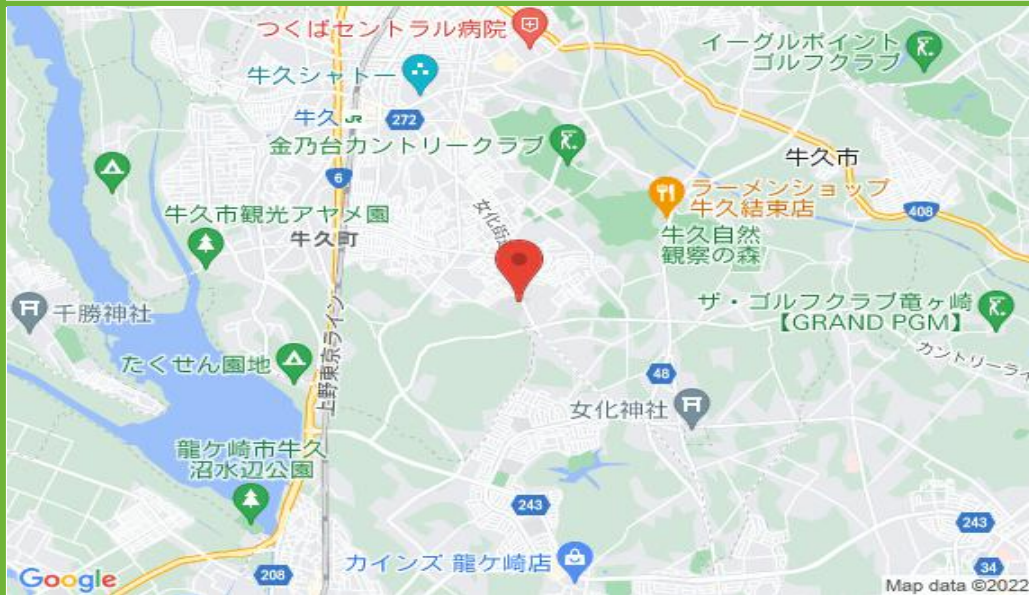 つくばセントラル病院
イーグルポイント
ゴルフクラブ
牛久シャトー
牛久 JR
272
金乃台カントリークラブ
牛久市
6
ラーメンショップ
牛久結束店
408
牛久市観光アヤメ園
女化街道
牛久町
牛久自然
観察の森
千勝神社
ザ・ゴルフクラブ竜ヶ崎
【GRAND PGM】
上野東京ライン
カントリーライ
たくせん園地
48
女化神社
龍ケ崎市牛久
沼水辺公園
243
243
カインズ 龍ケ崎店
208
34
Google
Map data ©2022